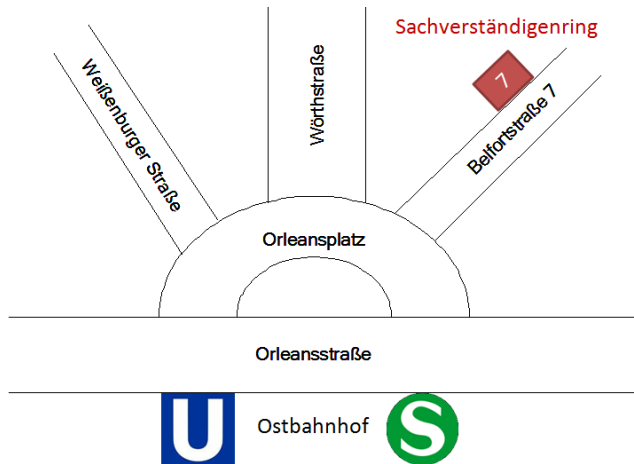 Sachverständigenring
7
Weißenburger Straße
Wörthstraße
Belfortstraße 7
Orleansplatz
Orleansstraße
U Ostbahnhof S